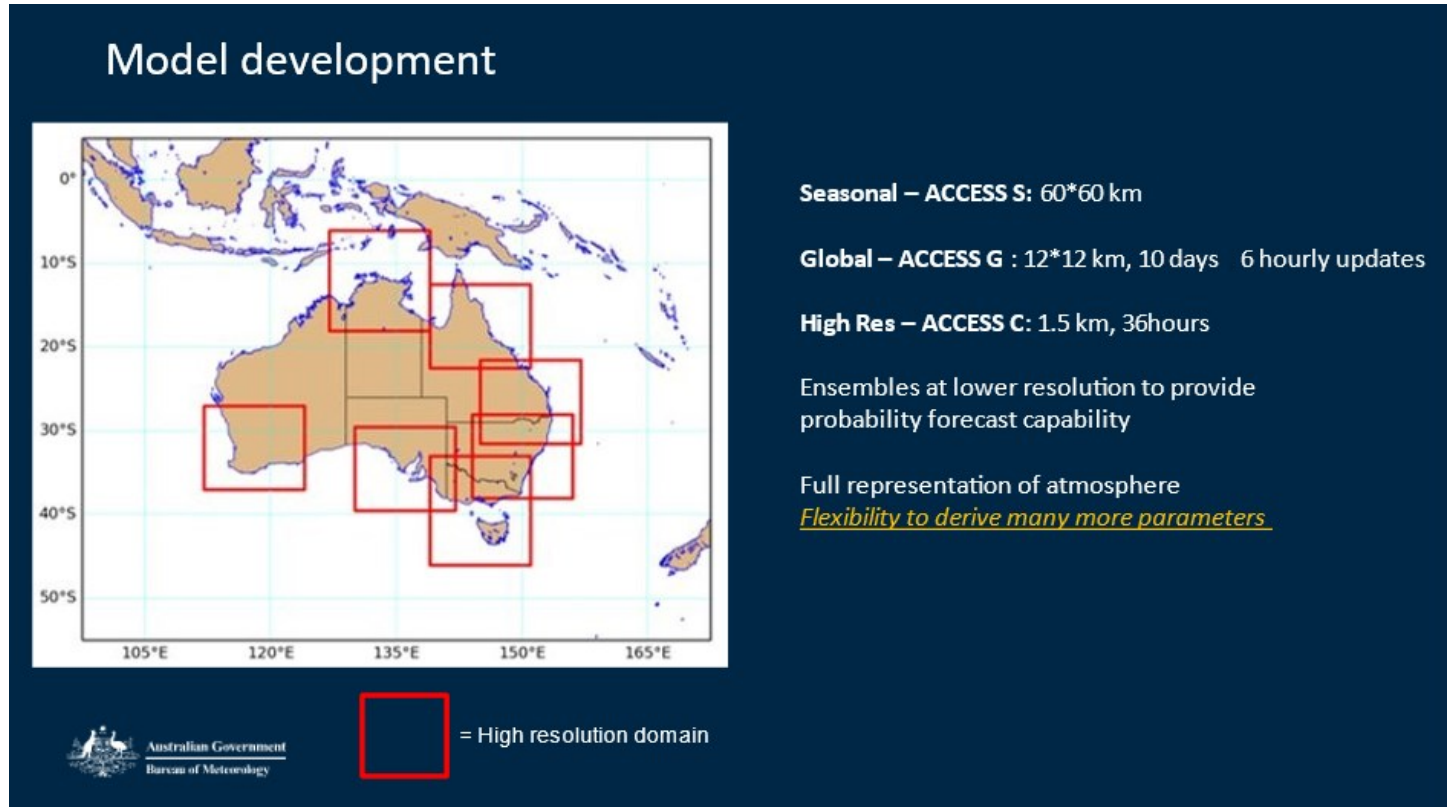 Model development
0°
10°S
20°S
30°S
40°S
50°S
105°E 120°E 135°E 150°E 165°E
Seasonal – ACCESS S: 60*60 km
Global – ACCESS G : 12*12 km, 10 days 6 hourly updates
High Res – ACCESS C: 1.5 km, 36hours
Ensembles at lower resolution to provide
probability forecast capability
Full representation of atmosphere
Flexibility to derive many more parameters
= High resolution domain
Australian Government
Bureau of Meteorology